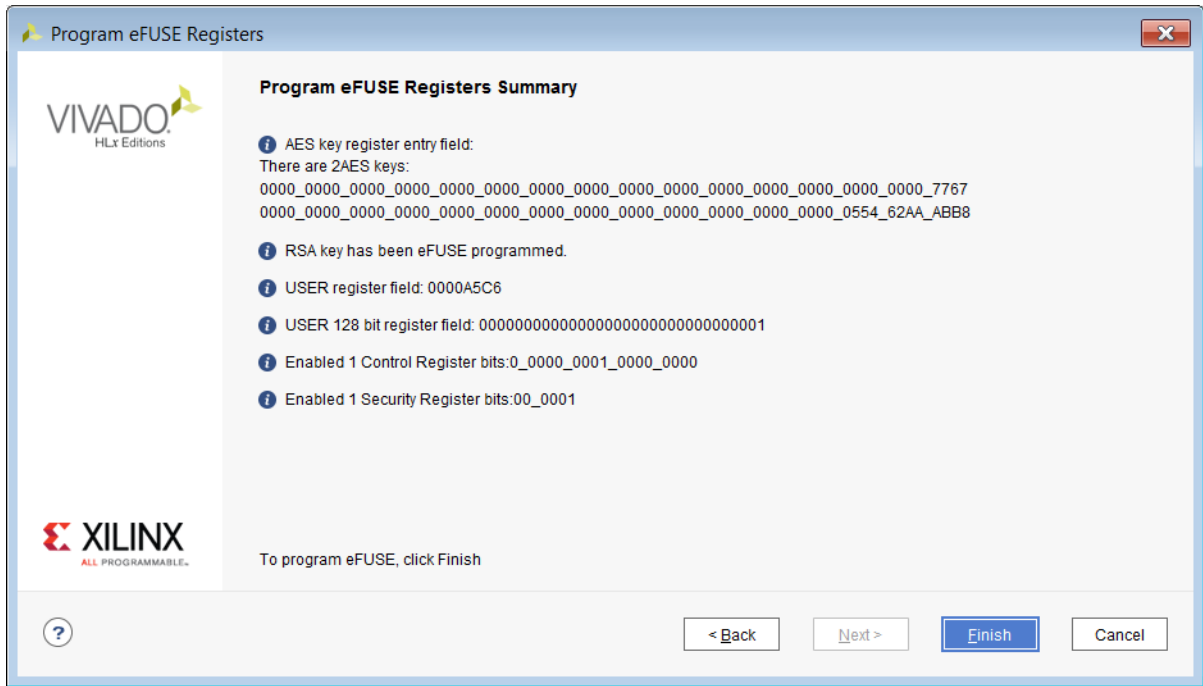 Program eFUSE Registers
VIVADO.
HLx Editions
Program eFUSE Registers Summary
AES key register entry field:
There are 2AES keys:
0000_0000_0000_0000_0000_0000_0000_0000_0000_0000_0000_0000_0000_0000_0000_7767
0000_0000_0000_0000_0000_0000_0000_0000_0000_0000_0000_0000_0000_0554_62AA_ABB8
RSA key has been eFUSE programmed.
USER register field: 0000A5C6
USER 128 bit register field: 00000000000000000000000000000001
Enabled 1 Control Register bits:0_0000_0001_0000_0000
Enabled 1 Security Register bits:00_0001
XILINX
ALL PROGRAMMABLE™
To program eFUSE, click Finish
?
< Back
Next >
Finish
Cancel